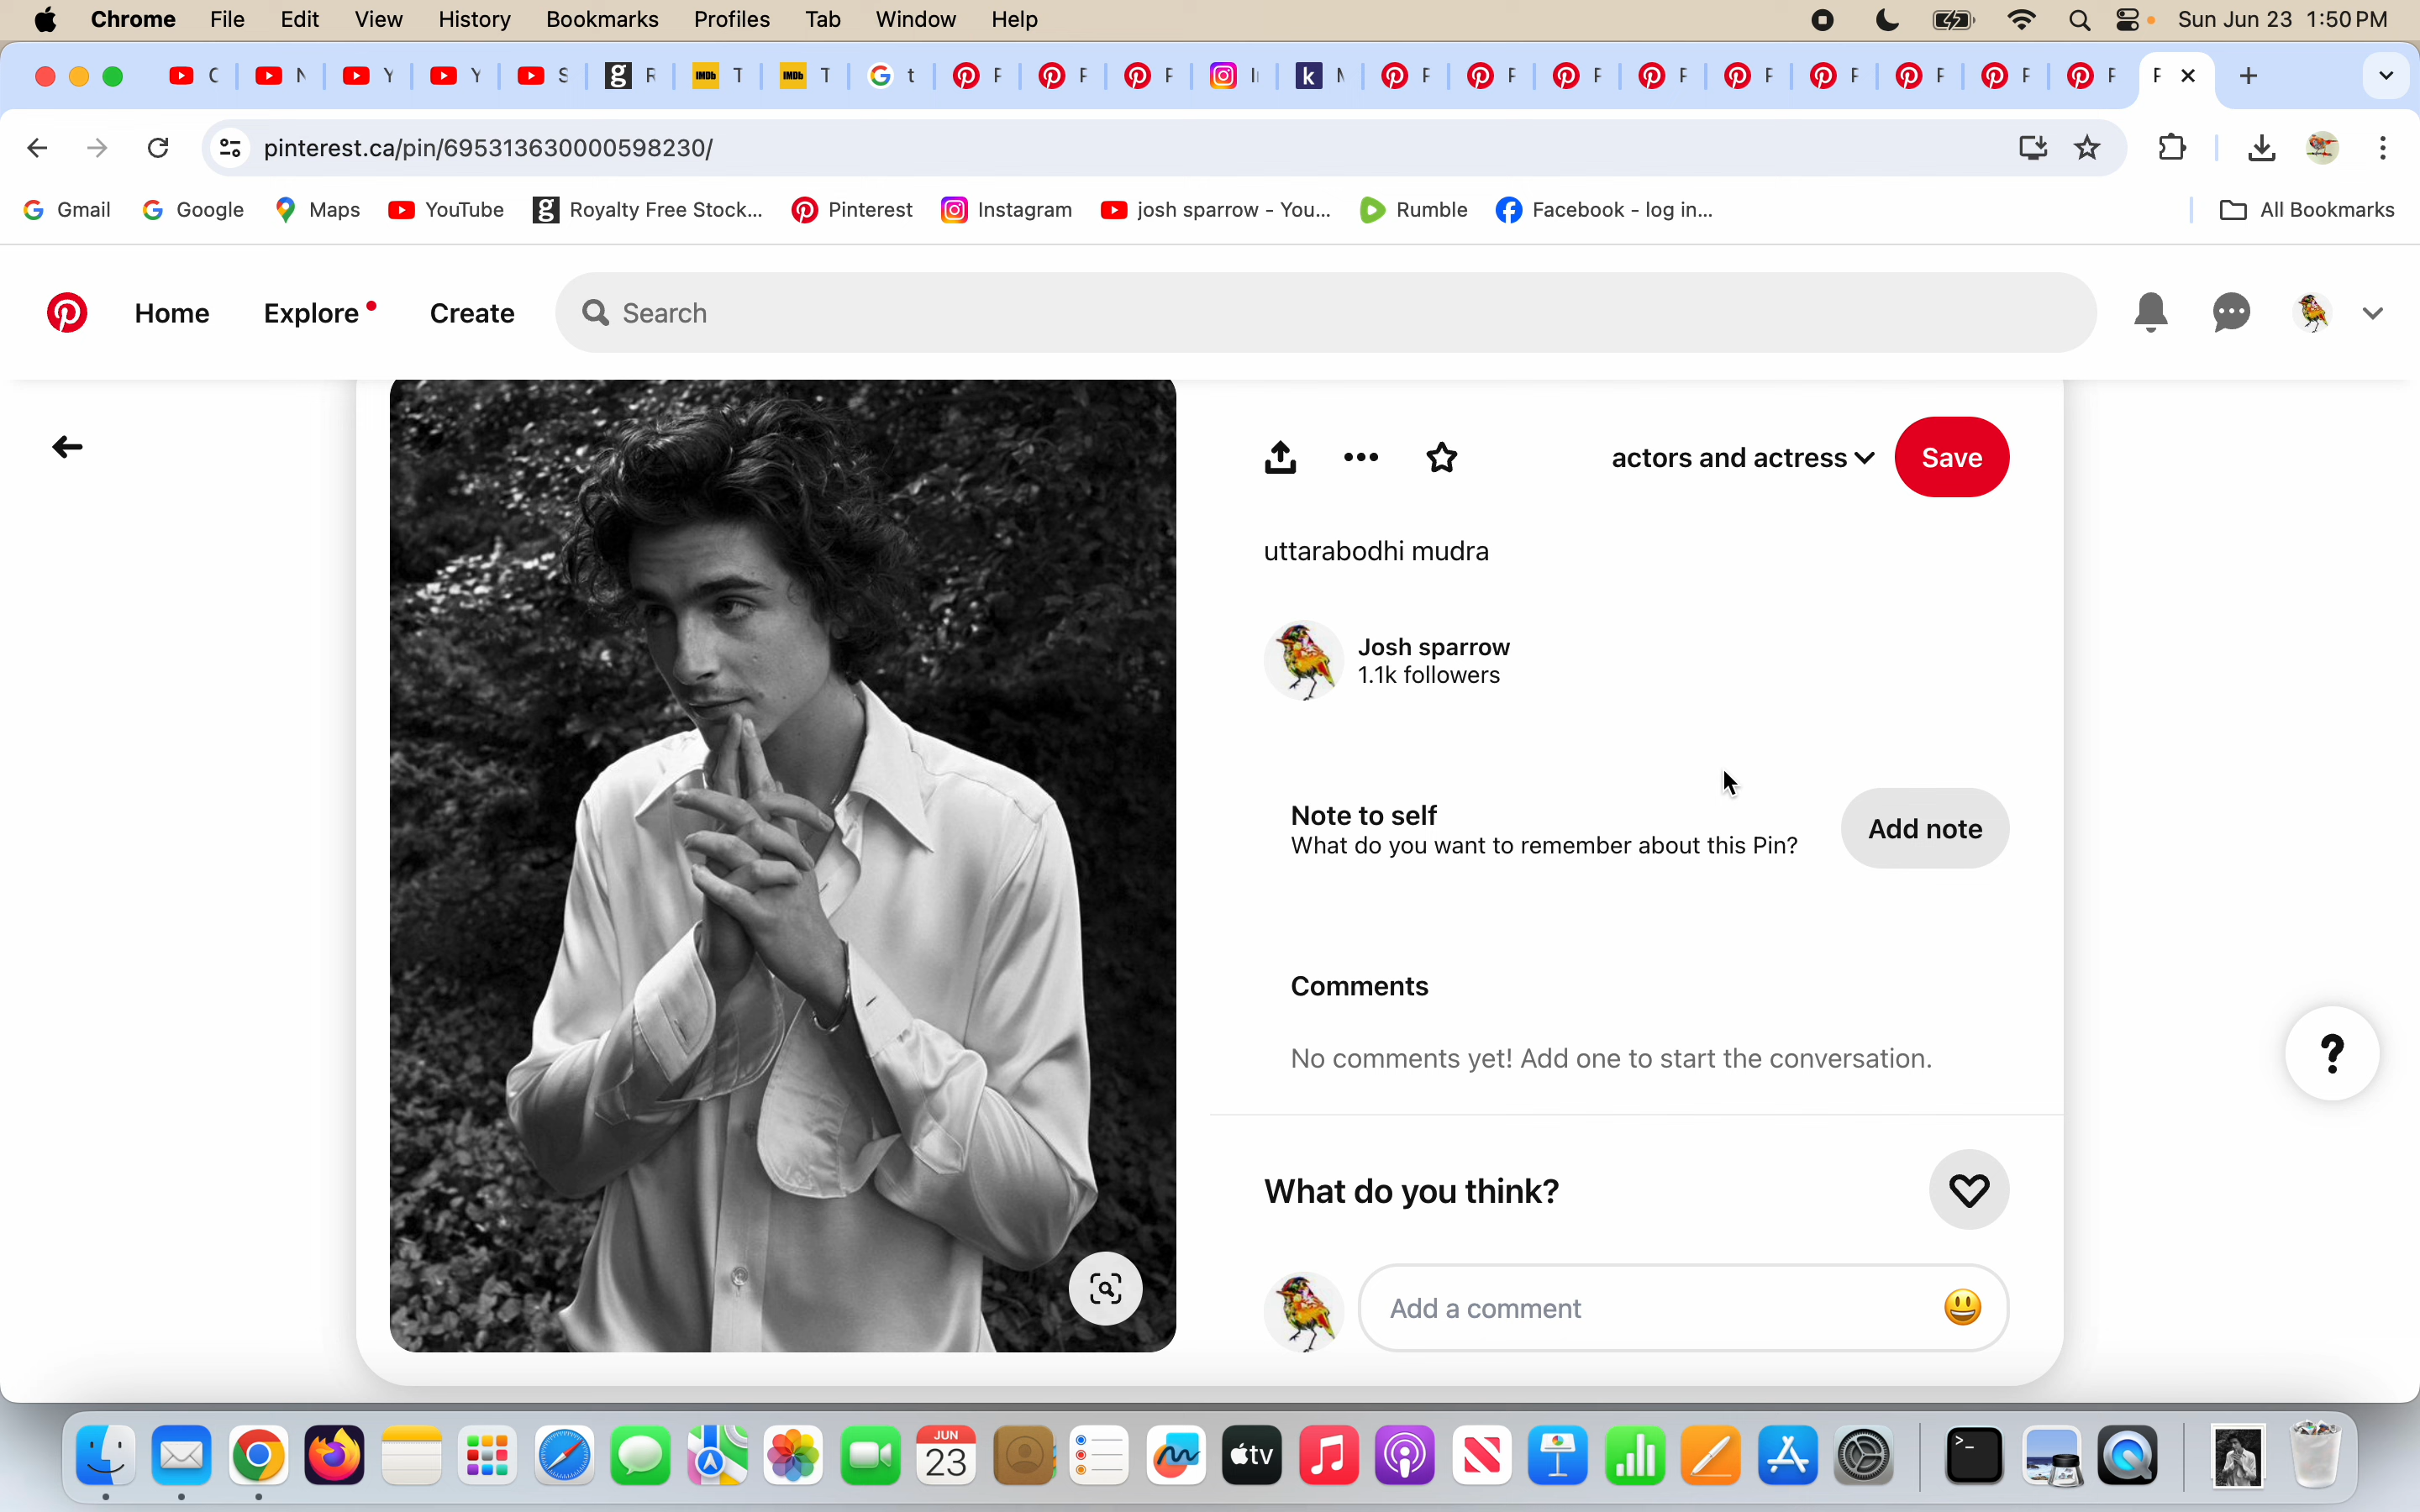 Chrome File Edit View History Bookmarks Profiles Tab Window Help Sun Jun 23 1:50 PM
pinterest.ca/pin/695313630000598230/
Gmail Google Maps YouTube Royalty Free Stock... Pinterest Instagram josh sparrow - You... Rumble Facebook - log in... All Bookmarks
Home Explore Create Search
actors and actress Save
uttarabodhi mudra
Josh sparrow
1.1k followers
Note to self
What do you want to remember about this Pin?
Add note
Comments
No comments yet! Add one to start the conversation.
What do you think?
Add a comment
?
JUN
23
tv